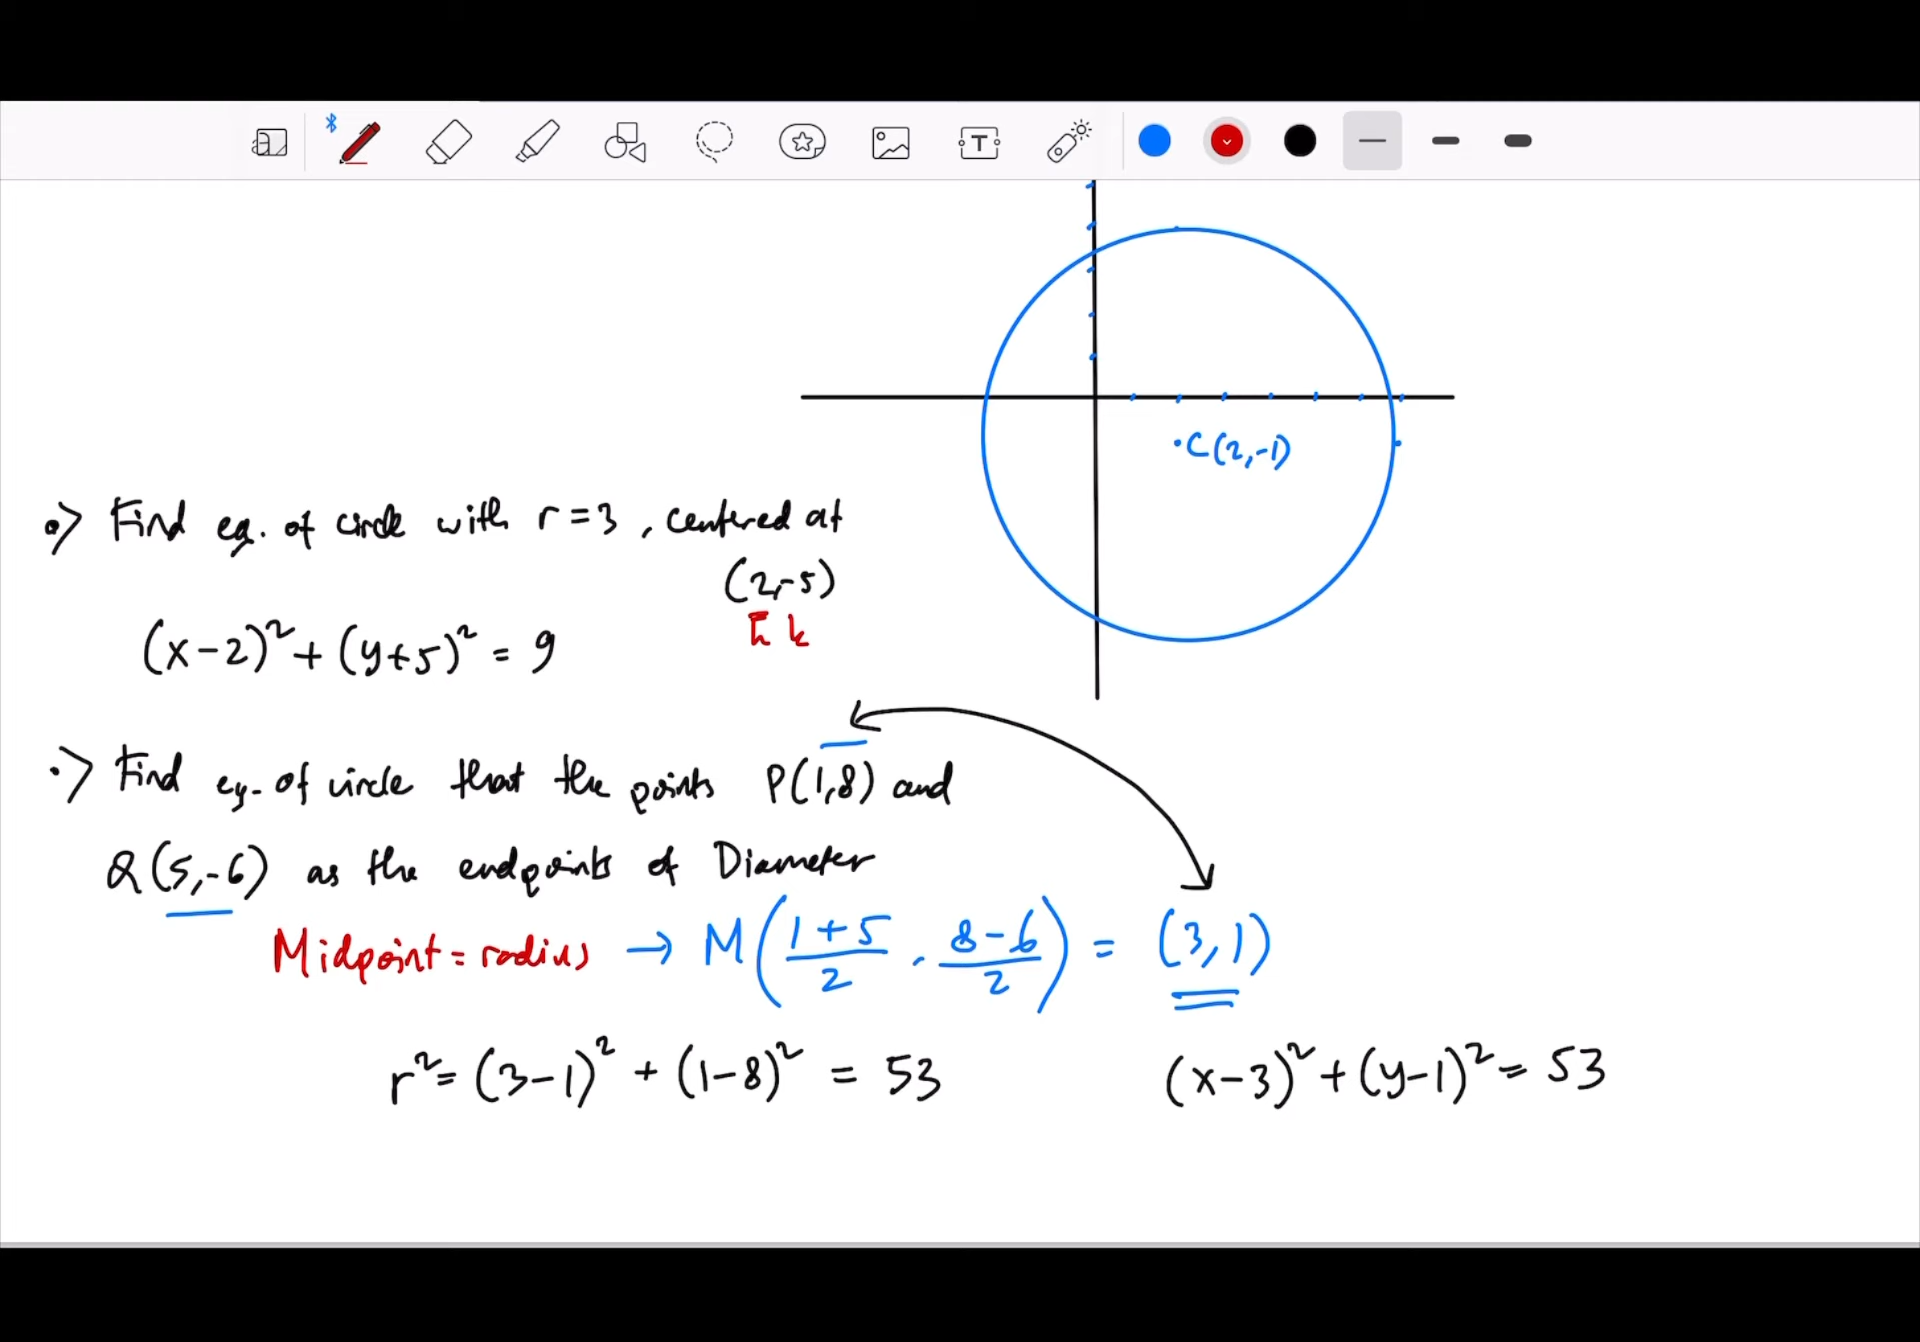 T
C(2,-1)
•> Find eq. of circle with r=3, centered at
(2,-5)
h k
(x-2)² + (y+5)² = 9
•> Find eq. of circle that the points P(1,8) and
Q(5,-6) as the endpoints of Diameter
Midpoint = radius → M(1+5/2, 8-6/2) = (3,1)
r² = (3-1)² + (1-8)² = 53
(x-3)² + (y-1)² = 53